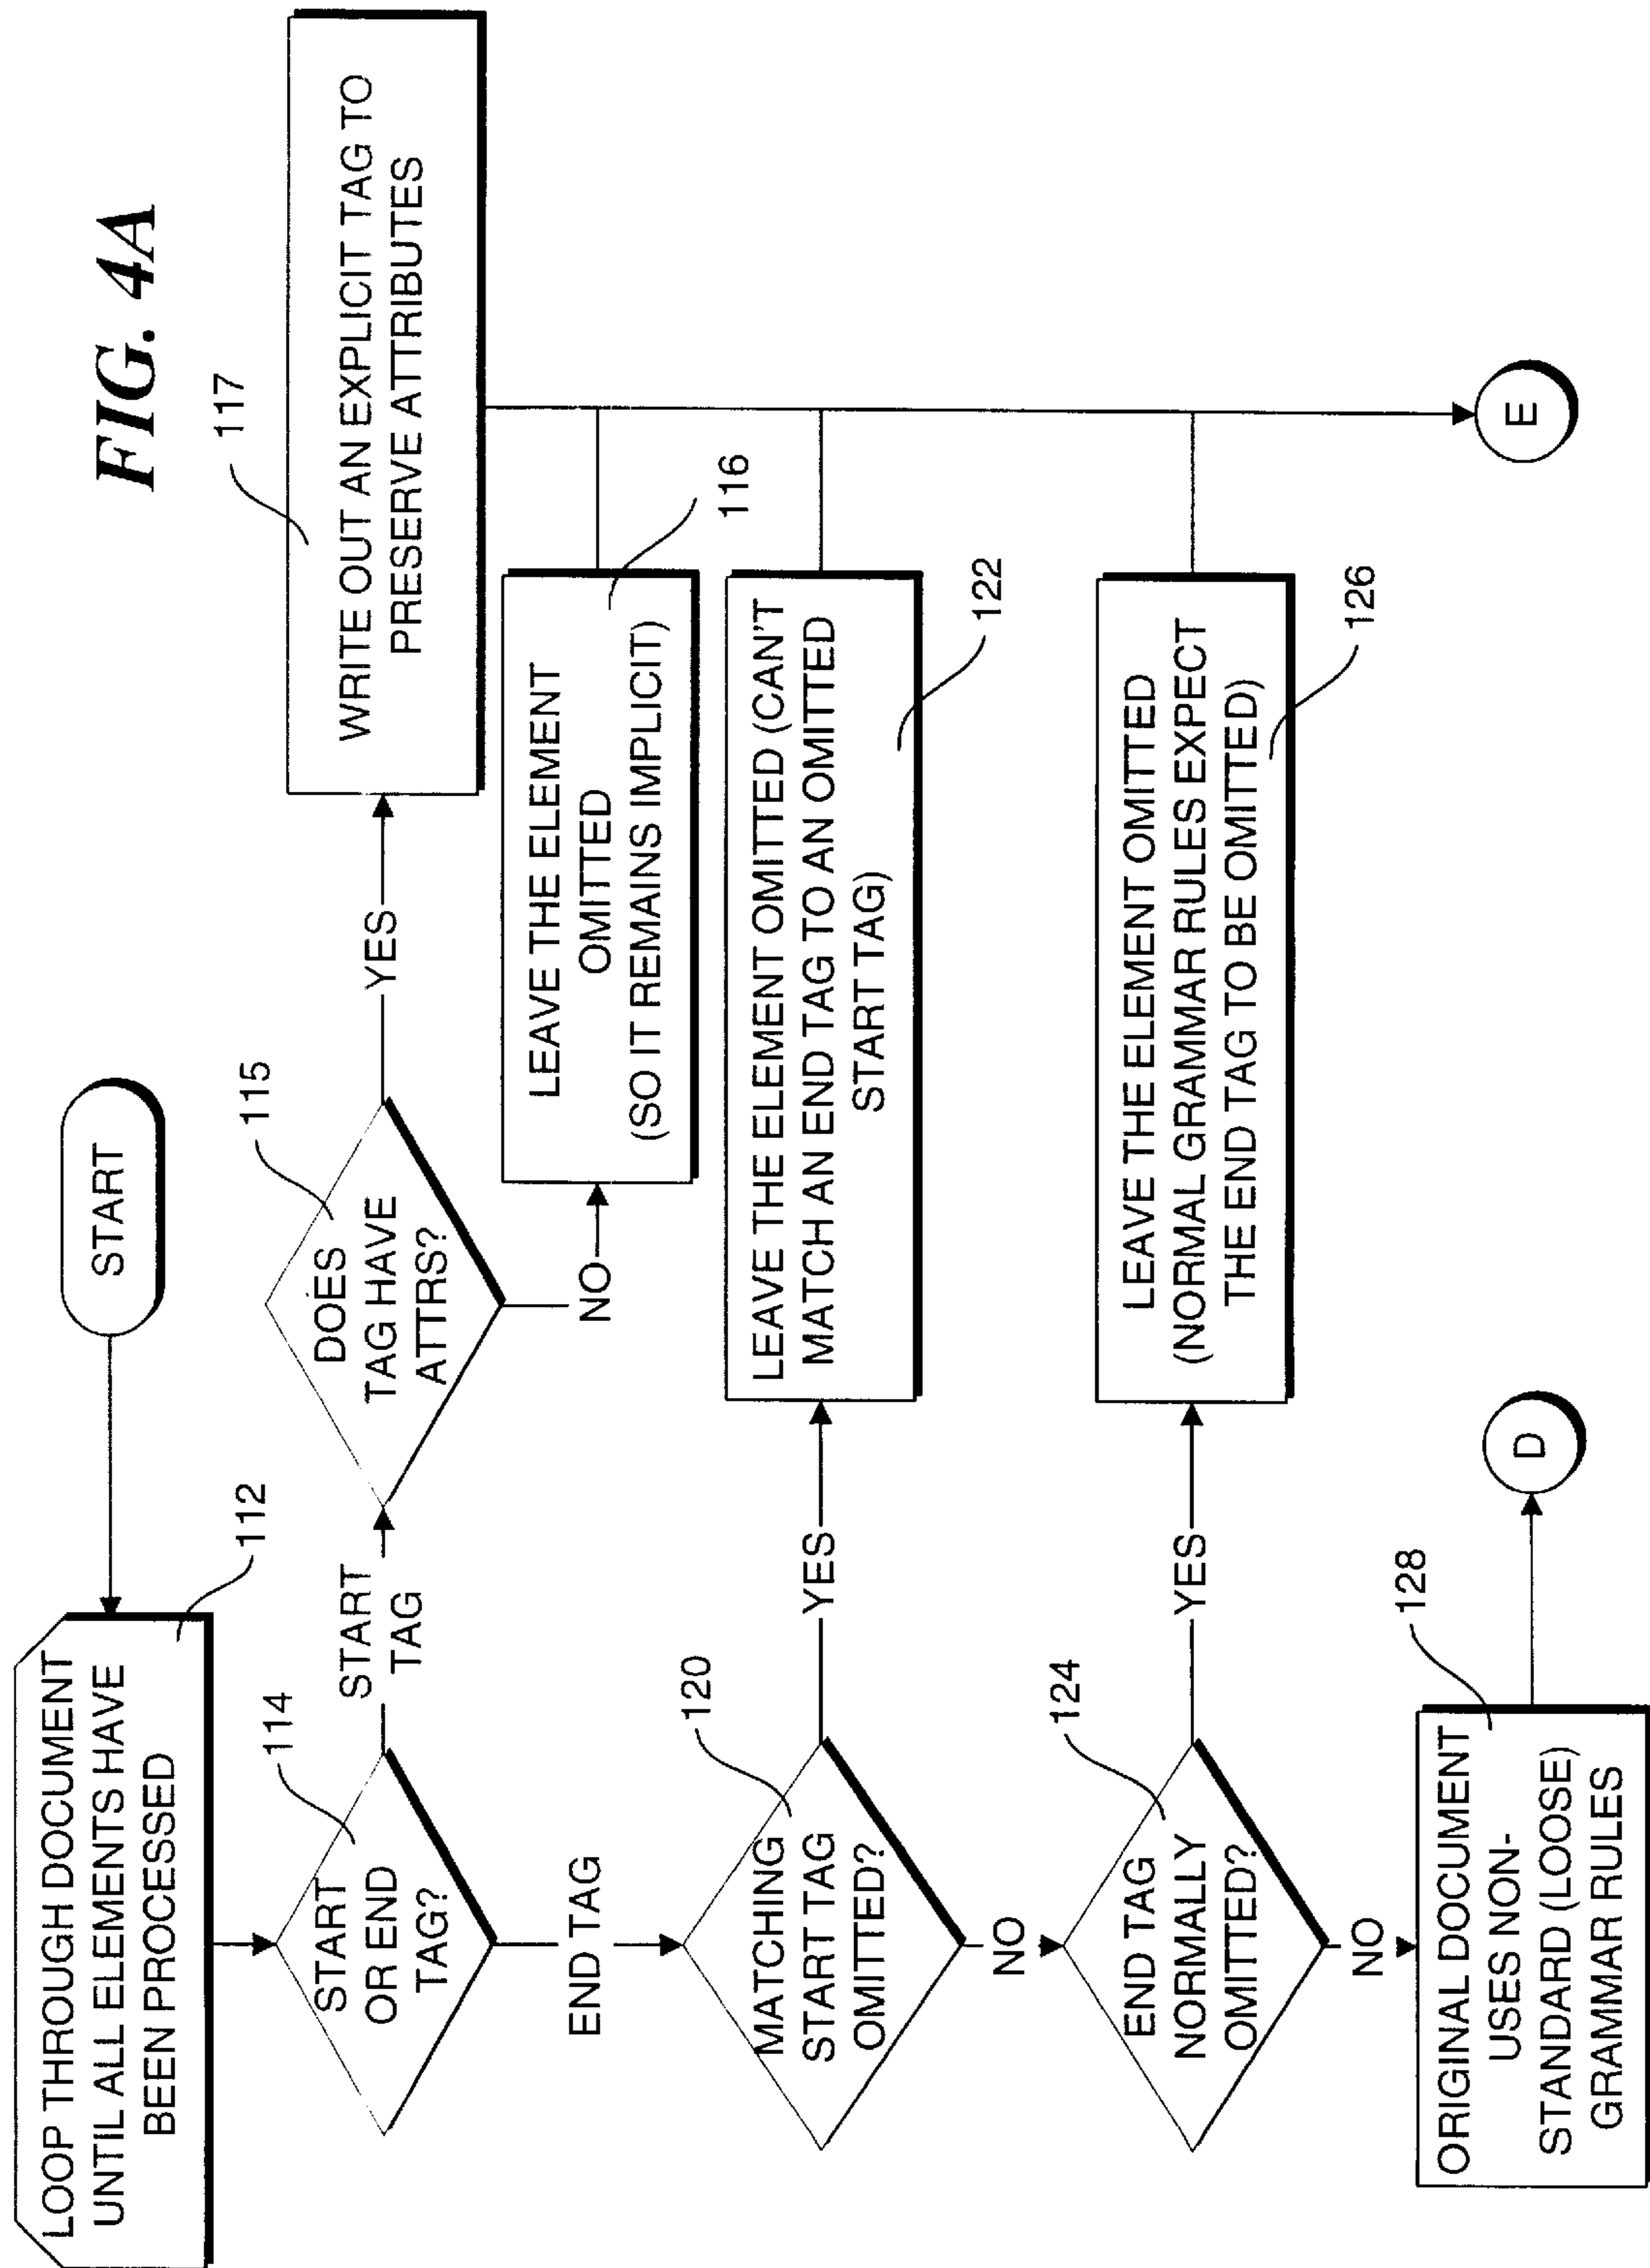 FIG. 4A
START
LOOP THROUGH DOCUMENT
UNTIL ALL ELEMENTS HAVE
BEEN PROCESSED
112
START
OR END
TAG?
114
START
TAG
DOES
TAG HAVE
ATTRS?
115
YES
WRITE OUT AN EXPLICIT TAG TO
PRESERVE ATTRIBUTES
117
NO
LEAVE THE ELEMENT
OMITTED
(SO IT REMAINS IMPLICIT)
116
END TAG
MATCHING
START TAG
OMITTED?
120
YES
LEAVE THE ELEMENT OMITTED (CAN'T
MATCH AN END TAG TO AN OMITTED
START TAG)
122
NO
END TAG
NORMALLY
OMITTED?
124
YES
LEAVE THE ELEMENT OMITTED
(NORMAL GRAMMAR RULES EXPECT
THE END TAG TO BE OMITTED)
126
NO
ORIGINAL DOCUMENT
USES NON-
STANDARD (LOOSE)
GRAMMAR RULES
128
D
E